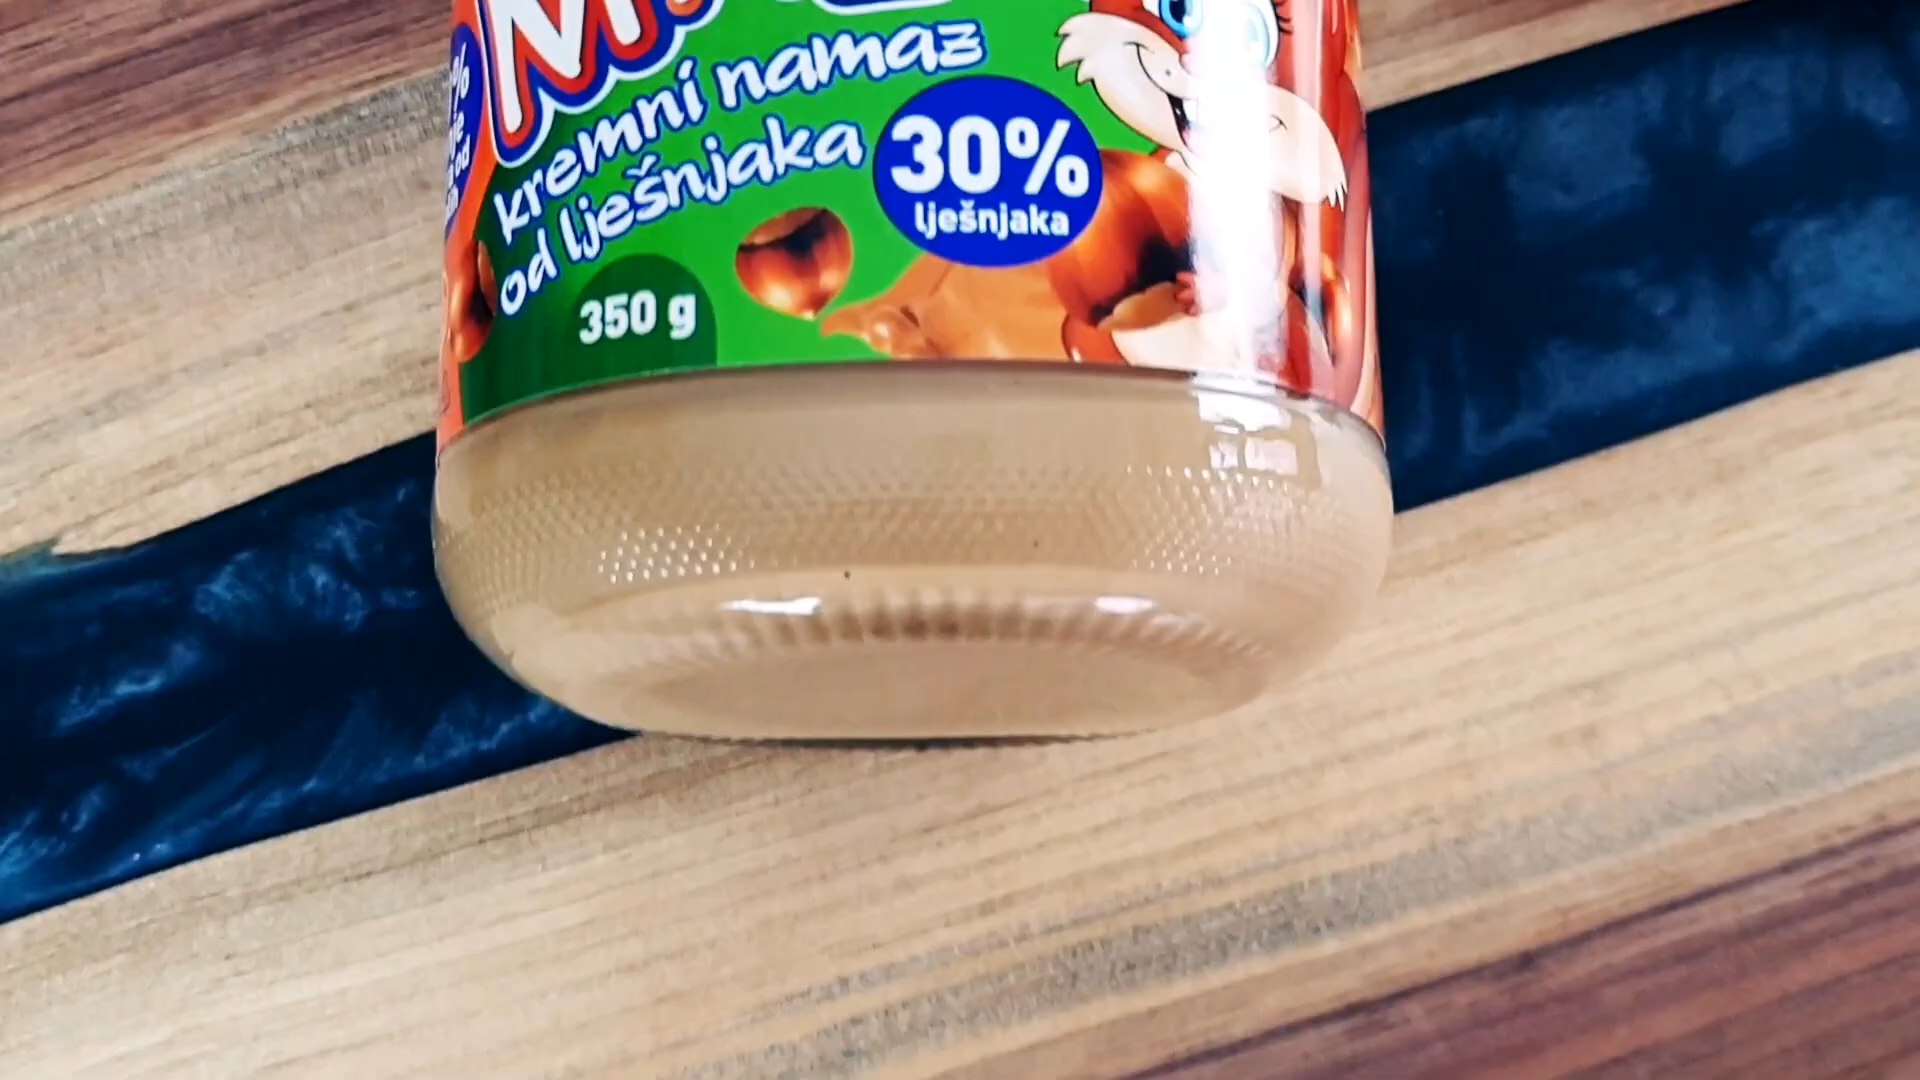 kremni namaz
od lješnjaka
30%
lješnjaka
350 g